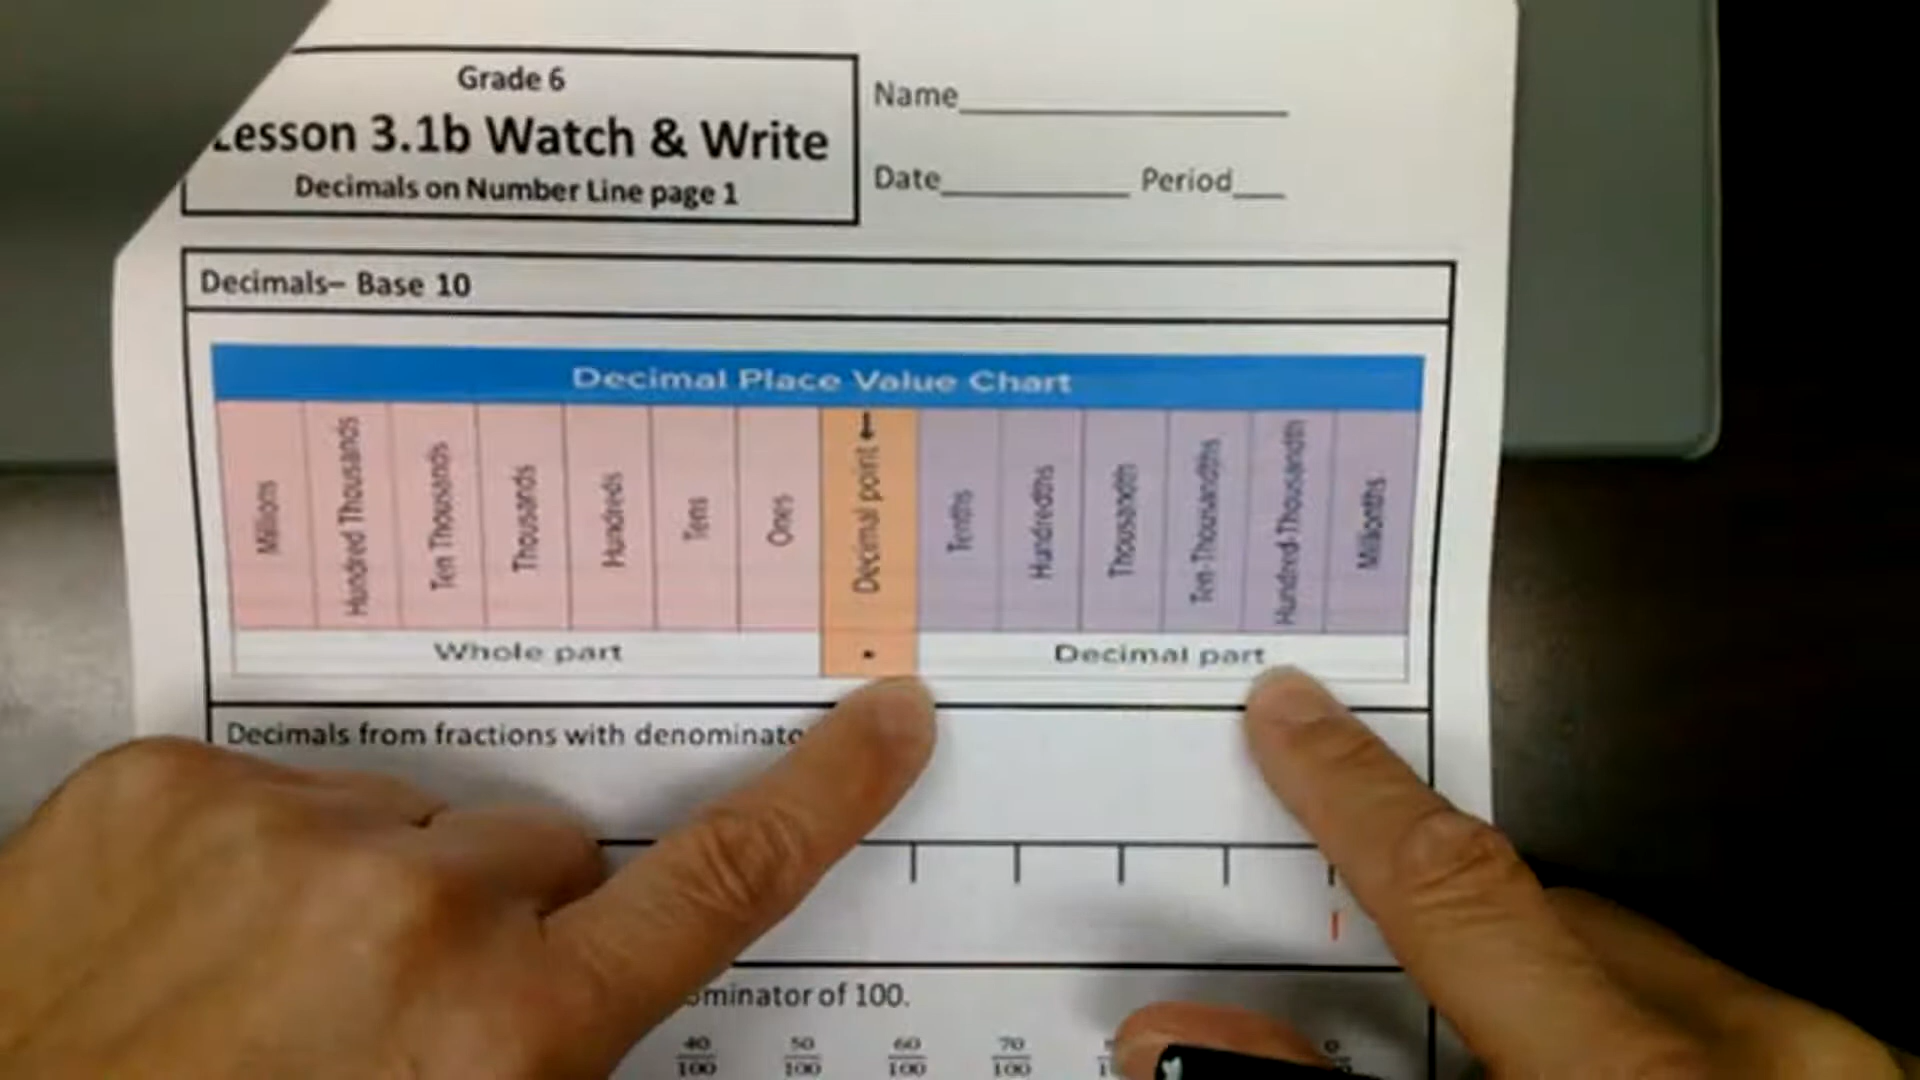 Grade 6
Lesson 3.1b Watch & Write
Decimals on Number Line page 1
Name
Date Period
Decimals– Base 10
Decimal Place Value Chart
Millions
Hundred Thousands
Ten Thousands
Thousands
Hundreds
Tens
Ones
Decimal point ←
Tenths
Hundredths
Thousandth
Ten-Thousandths
Hundred-Thousandth
Millionths
Whole part . Decimal part
Decimals from fractions with
1
of 100.
40/100 50/100 60/100 70/100